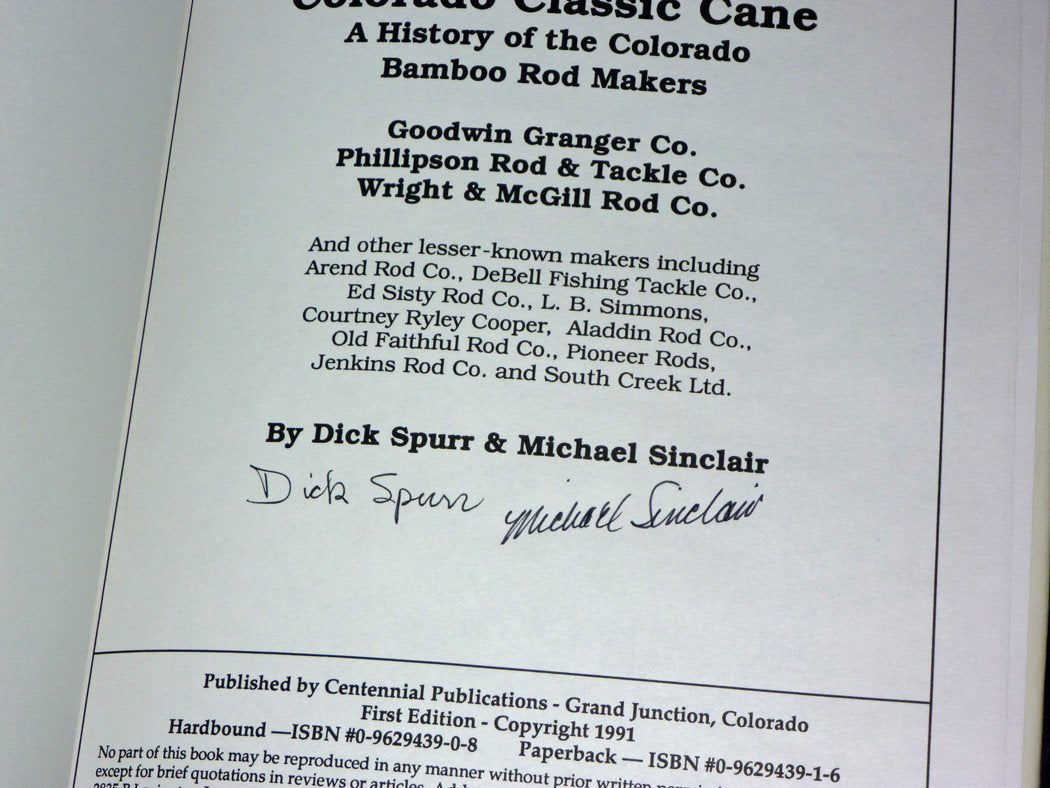 Colorado Classic Cane
A History of the Colorado
Bamboo Rod Makers
Goodwin Granger Co.
Phillipson Rod & Tackle Co.
Wright & McGill Rod Co.
And other lesser-known makers including
Arend Rod Co., DeBell Fishing Tackle Co.,
Ed Sisty Rod Co., L. B. Simmons,
Courtney Ryley Cooper, Aladdin Rod Co.,
Old Faithful Rod Co., Pioneer Rods,
Jenkins Rod Co. and South Creek Ltd.
By Dick Spurr & Michael Sinclair
Dick Spurr Michael Sinclair
Published by Centennial Publications - Grand Junction, Colorado
First Edition - Copyright 1991
Hardbound —ISBN #0-9629439-0-8 Paperback — ISBN #0-9629439-1-6
No part of this book may be reproduced in any manner without prior written
except for brief quotations in reviews or articles.